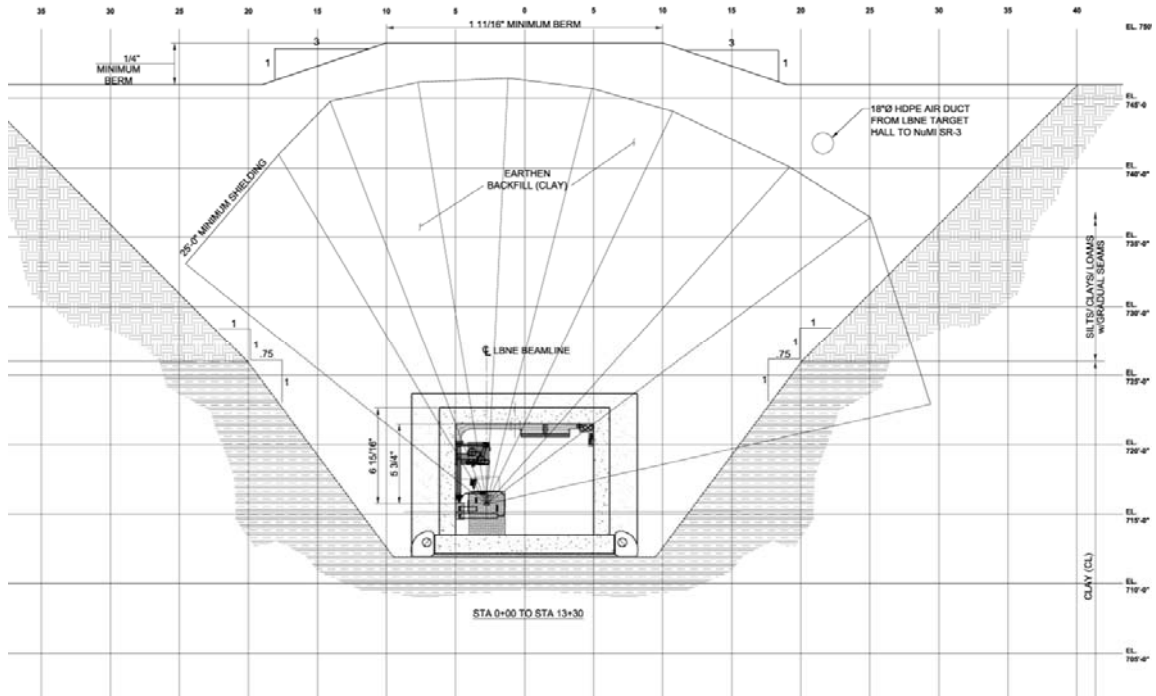 35 30 25 20 15 10 5 0 5 10 15 20 25 30 35 40
EL. 750'
1 11/16" MINIMUM BERM
3
3
1
1
1/4"
MINIMUM
BERM
EL.
745'-0
18"Ø HDPE AIR DUCT
FROM LBNE TARGET
HALL TO NuMI SR-3
EARTHEN
BACKFILL (CLAY)
25'-0" MINIMUM SHIELDING
EL.
740'-0"
EL.
735'-0"
SILTS/ CLAYS/ LOAMS
w/GRADUAL SEAMS
EL.
730'-0"
1
1
.75
1
1
1
.75
1
℄ LBNE BEAMLINE
EL.
725'-0"
6 15/16"
5 3/4"
EL.
720'-0"
EL.
715'-0"
CLAY (CL)
EL.
710'-0"
STA 0+00 TO STA 13+30
EL.
705'-0"